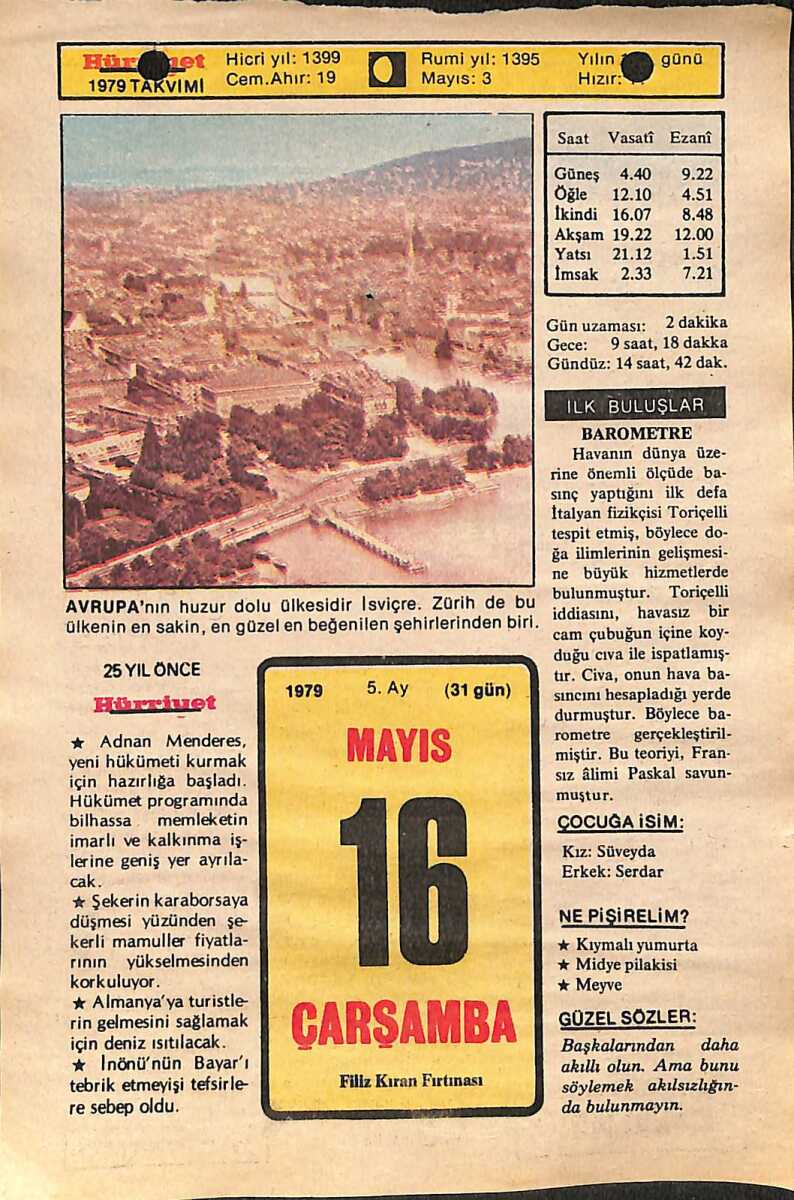 Hür yet
1979 TAKVİMİ
Hicri yıl: 1399
Cem.Ahır: 19
Rumi yıl: 1395
Mayıs: 3
Yılın günü
Hızır:
Saat Vasatî Ezanî
Güneş 4.40 9.22
Öğle 12.10 4.51
İkindi 16.07 8.48
Akşam 19.22 12.00
Yatsı 21.12 1.51
İmsak 2.33 7.21
Gün uzaması: 2 dakika
Gece: 9 saat, 18 dakka
Gündüz: 14 saat, 42 dak.
İLK BULUŞLAR
BAROMETRE
Havanın dünya üze-
rine önemli ölçüde ba-
sınç yaptığını ilk defa
İtalyan fizikçisi Toriçelli
tespit etmiş, böylece do-
ğa ilimlerinin gelişmesi-
ne büyük hizmetlerde
bulunmuştur. Toriçelli
iddiasını, havasız bir
cam çubuğun içine koy-
duğu cıva ile ispatlamış-
tır. Civa, onun hava ba-
sıncını hesapladığı yerde
durmuştur. Böylece ba-
rometre gerçekleştiril-
miştir. Bu teoriyi, Fran-
sız âlimi Paskal savun-
muştur.
ÇOCUĞA İSİM:
Kız: Süveyda
Erkek: Serdar
NE PİŞİRELİM?
★ Kıymalı yumurta
★ Midye pilakisi
★ Meyve
GÜZEL SÖZLER:
Başkalarından daha
akıllı olun. Ama bunu
söylemek akılsızlığın-
da bulunmayın.
AVRUPA'nın huzur dolu ülkesidir İsviçre. Zürih de bu
ülkenin en sakin, en güzel en beğenilen şehirlerinden biri.
25 YIL ÖNCE
Hürriyet
★ Adnan Menderes,
yeni hükümeti kurmak
için hazırlığa başladı.
Hükümet programında
bilhassa memleketin
imarlı ve kalkınma iş-
lerine geniş yer ayrıla-
cak.
★ Şekerin karaborsaya
düşmesi yüzünden şe-
kerli mamuller fiyatla-
rının yükselmesinden
korkuluyor.
★ Almanya'ya turistle-
rin gelmesini sağlamak
için deniz ısıtılacak.
★ İnönü'nün Bayar'ı
tebrik etmeyişi tefsirle-
re sebep oldu.
1979 5. Ay (31 gün)
MAYIS
16
ÇARŞAMBA
Filiz Kıran Fırtınası